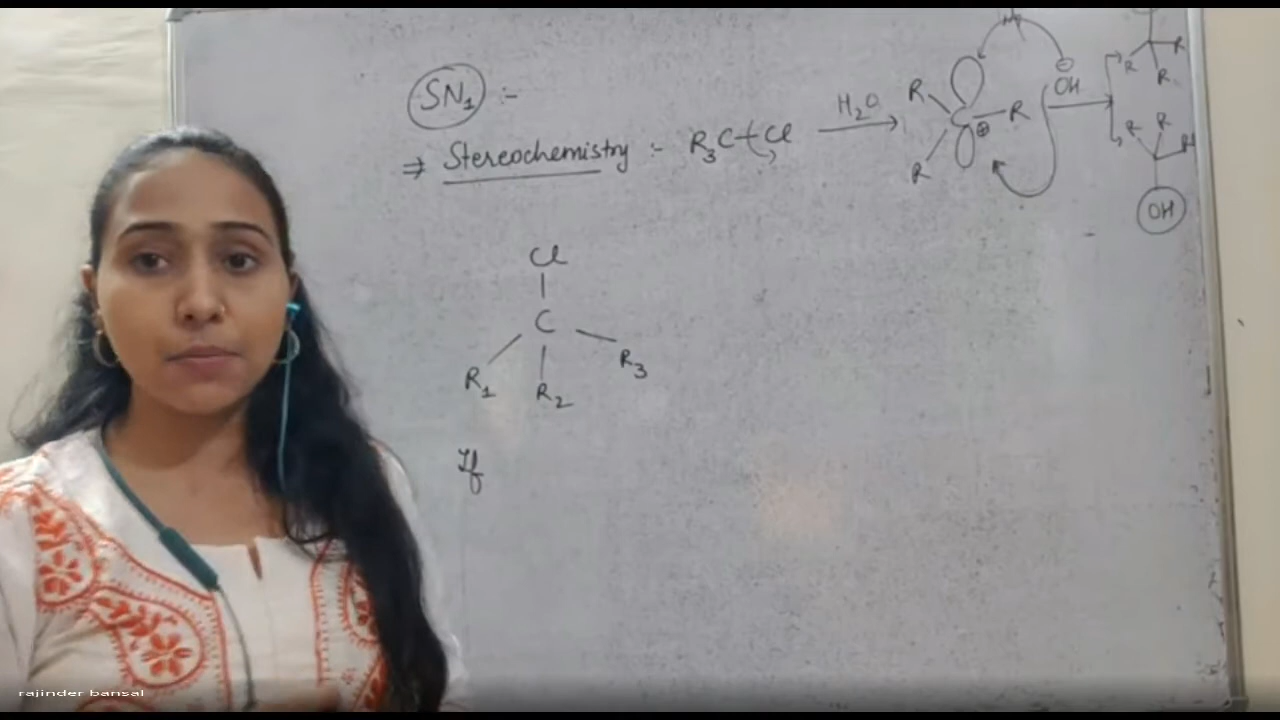 SN1 :-
⇒ Stereochemistry :- R3C-Cl H2O → R R R C ⊕ ⊖ OH
R R R
R R R
OH
Cl
C
R1 R2 R3
If
rajinder bansal